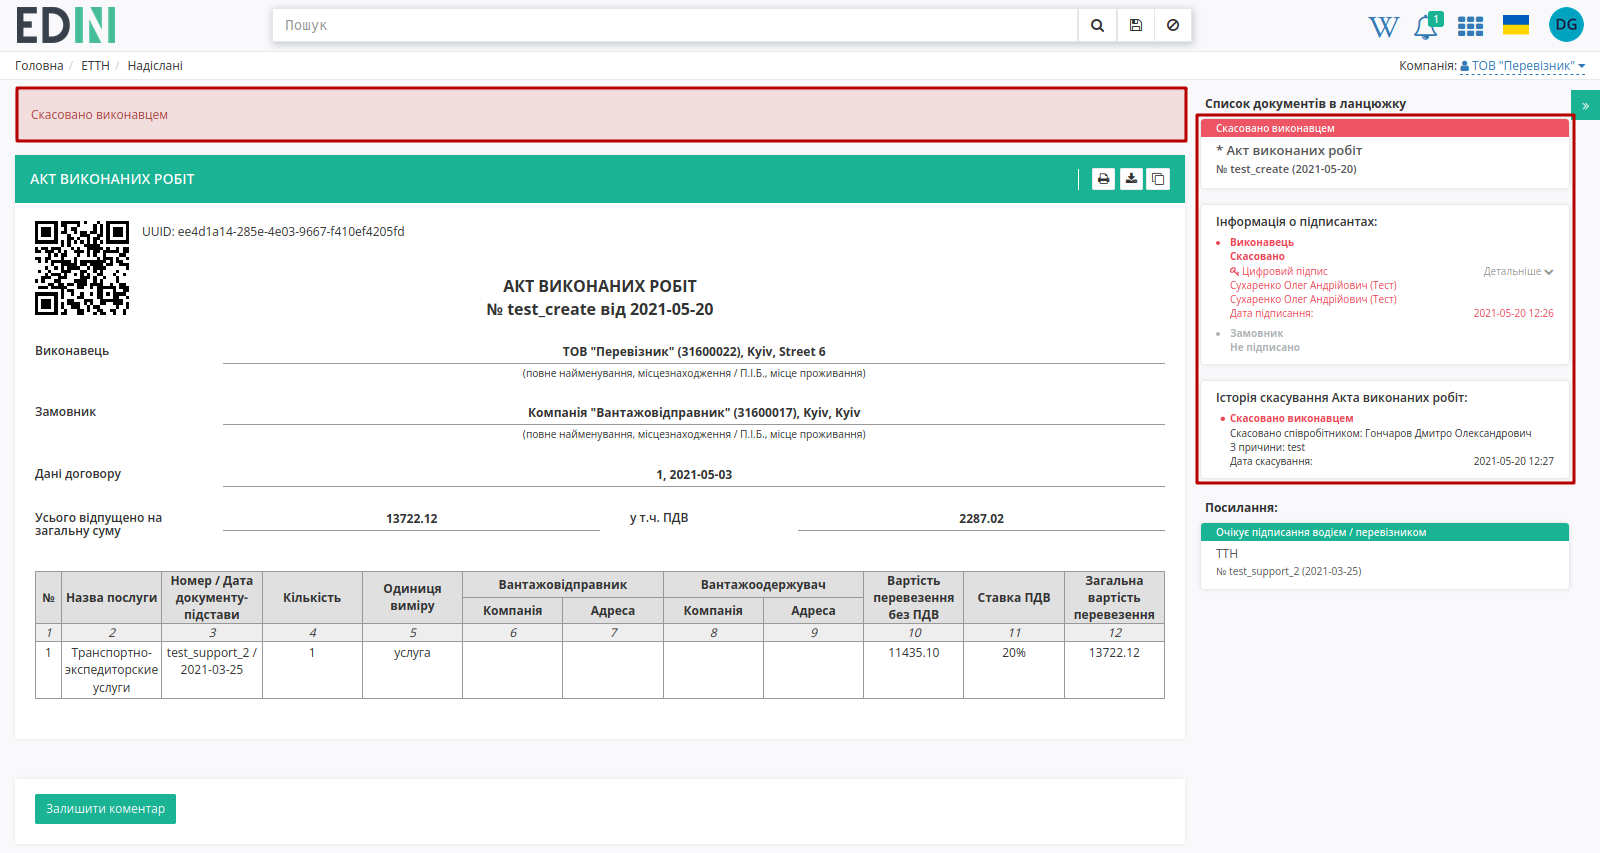 EDIN
Пошук
1
DG
Головна / ЕТТН / Надіслані
Компанія: ТОВ "Перевізник"
Скасовано виконавцем
АКТ ВИКОНАНИХ РОБІТ
UUID: ee4d1a14-285e-4e03-9667-f410ef4205fd
АКТ ВИКОНАНИХ РОБІТ
№ test_create від 2021-05-20
Виконавець
ТОВ "Перевізник" (31600022), Kyiv, Street 6
(повне найменування, місцезнаходження / П.І.Б., місце проживання)
Замовник
Компанія "Вантажовідправник" (31600017), Kyiv, Kyiv
(повне найменування, місцезнаходження / П.І.Б., місце проживання)
Дані договору
1, 2021-05-03
Усього відпущено на загальну суму
13722.12
у т.ч. ПДВ
2287.02
№ Назва послуги Номер / Дата документу-підстави Кількість Одиниця виміру Вантажовідправник Вантажоодержувач Вартість перевезення без ПДВ Ставка ПДВ Загальна вартість перевезення
Компанія Адреса Компанія Адреса
1 2 3 4 5 6 7 8 9 10 11 12
1 Транспортно-экспедиторские услуги test_support_2 / 2021-03-25 1 услуга 11435.10 20% 13722.12
Залишити коментар
Список документів в ланцюжку
»
Скасовано виконавцем
* Акт виконаних робіт
№ test_create (2021-05-20)
Інформація о підписантах:
Виконавець
Скасовано
Цифровий підпис Детальніше
Сухаренко Олег Андрійович (Тест)
Сухаренко Олег Андрійович (Тест)
Дата підписання: 2021-05-20 12:26
Замовник
Не підписано
Історія скасування Акта виконаних робіт:
Скасовано виконавцем
Скасовано співробітником: Гончаров Дмитро Олександрович
З причини: test
Дата скасування: 2021-05-20 12:27
Посилання:
Очікує підписання водієм / перевізником
ТТН
№ test_support_2 (2021-03-25)